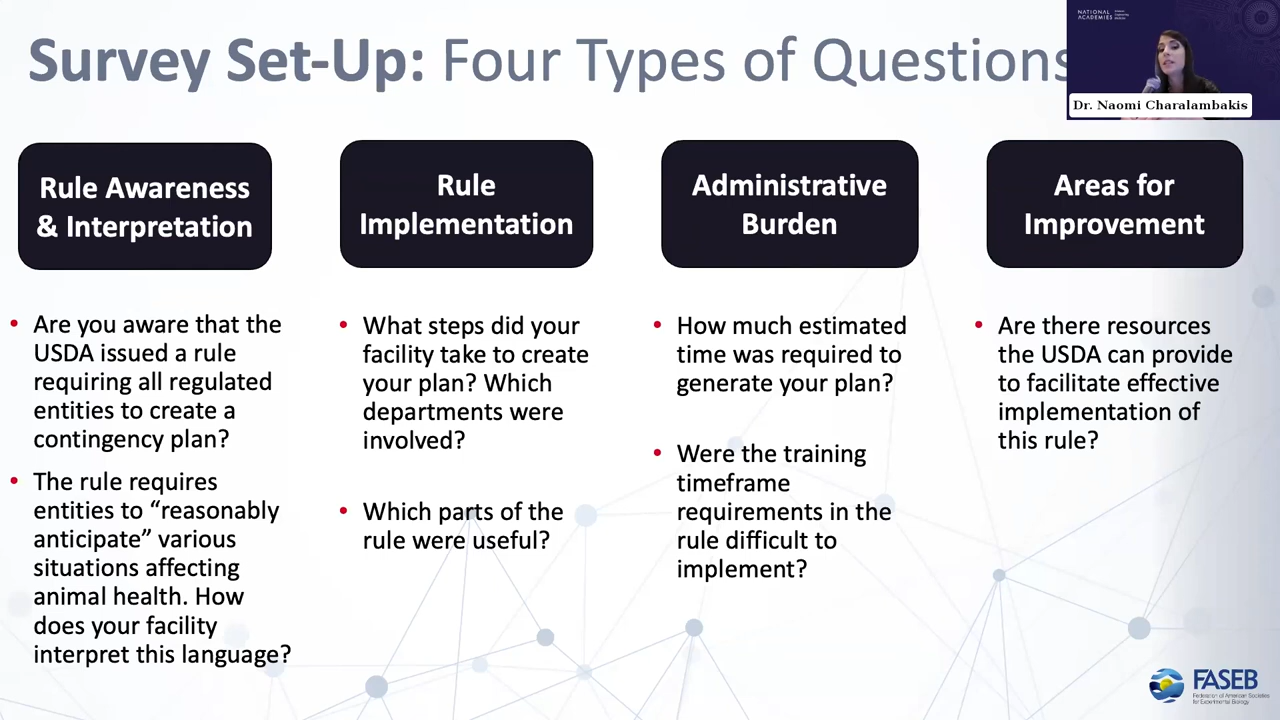 Survey Set-Up: Four Types of Questions
NATIONAL
ACADEMIES
Dr. Naomi Charalambakis
Rule Awareness
& Interpretation
• Are you aware that the
USDA issued a rule
requiring all regulated
entities to create a
contingency plan?
• The rule requires
entities to “reasonably
anticipate” various
situations affecting
animal health. How
does your facility
interpret this language?
Rule
Implementation
• What steps did your
facility take to create
your plan? Which
departments were
involved?
• Which parts of the
rule were useful?
Administrative
Burden
• How much estimated
time was required to
generate your plan?
• Were the training
timeframe
requirements in the
rule difficult to
implement?
Areas for
Improvement
• Are there resources
the USDA can provide
to facilitate effective
implementation of
this rule?
FASEB
Federation of American Societies
for Experimental Biology